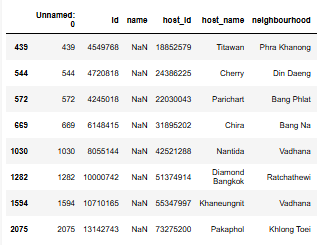 Unnamed: 0 id name host_id host_name neighbourhood
439 439 4549768 NaN 18852579 Titawan Phra Khanong
544 544 4720818 NaN 24386225 Cherry Din Daeng
572 572 4245018 NaN 22030043 Parichart Bang Phlat
669 669 6148415 NaN 31895202 Chira Bang Na
1030 1030 8055144 NaN 42521288 Nantida Vadhana
1282 1282 10000742 NaN 51374914 Diamond Bangkok Ratchathewi
1594 1594 10710165 NaN 55347997 Khaneungnit Vadhana
2075 2075 13142743 NaN 73275200 Pakaphol Khlong Toei